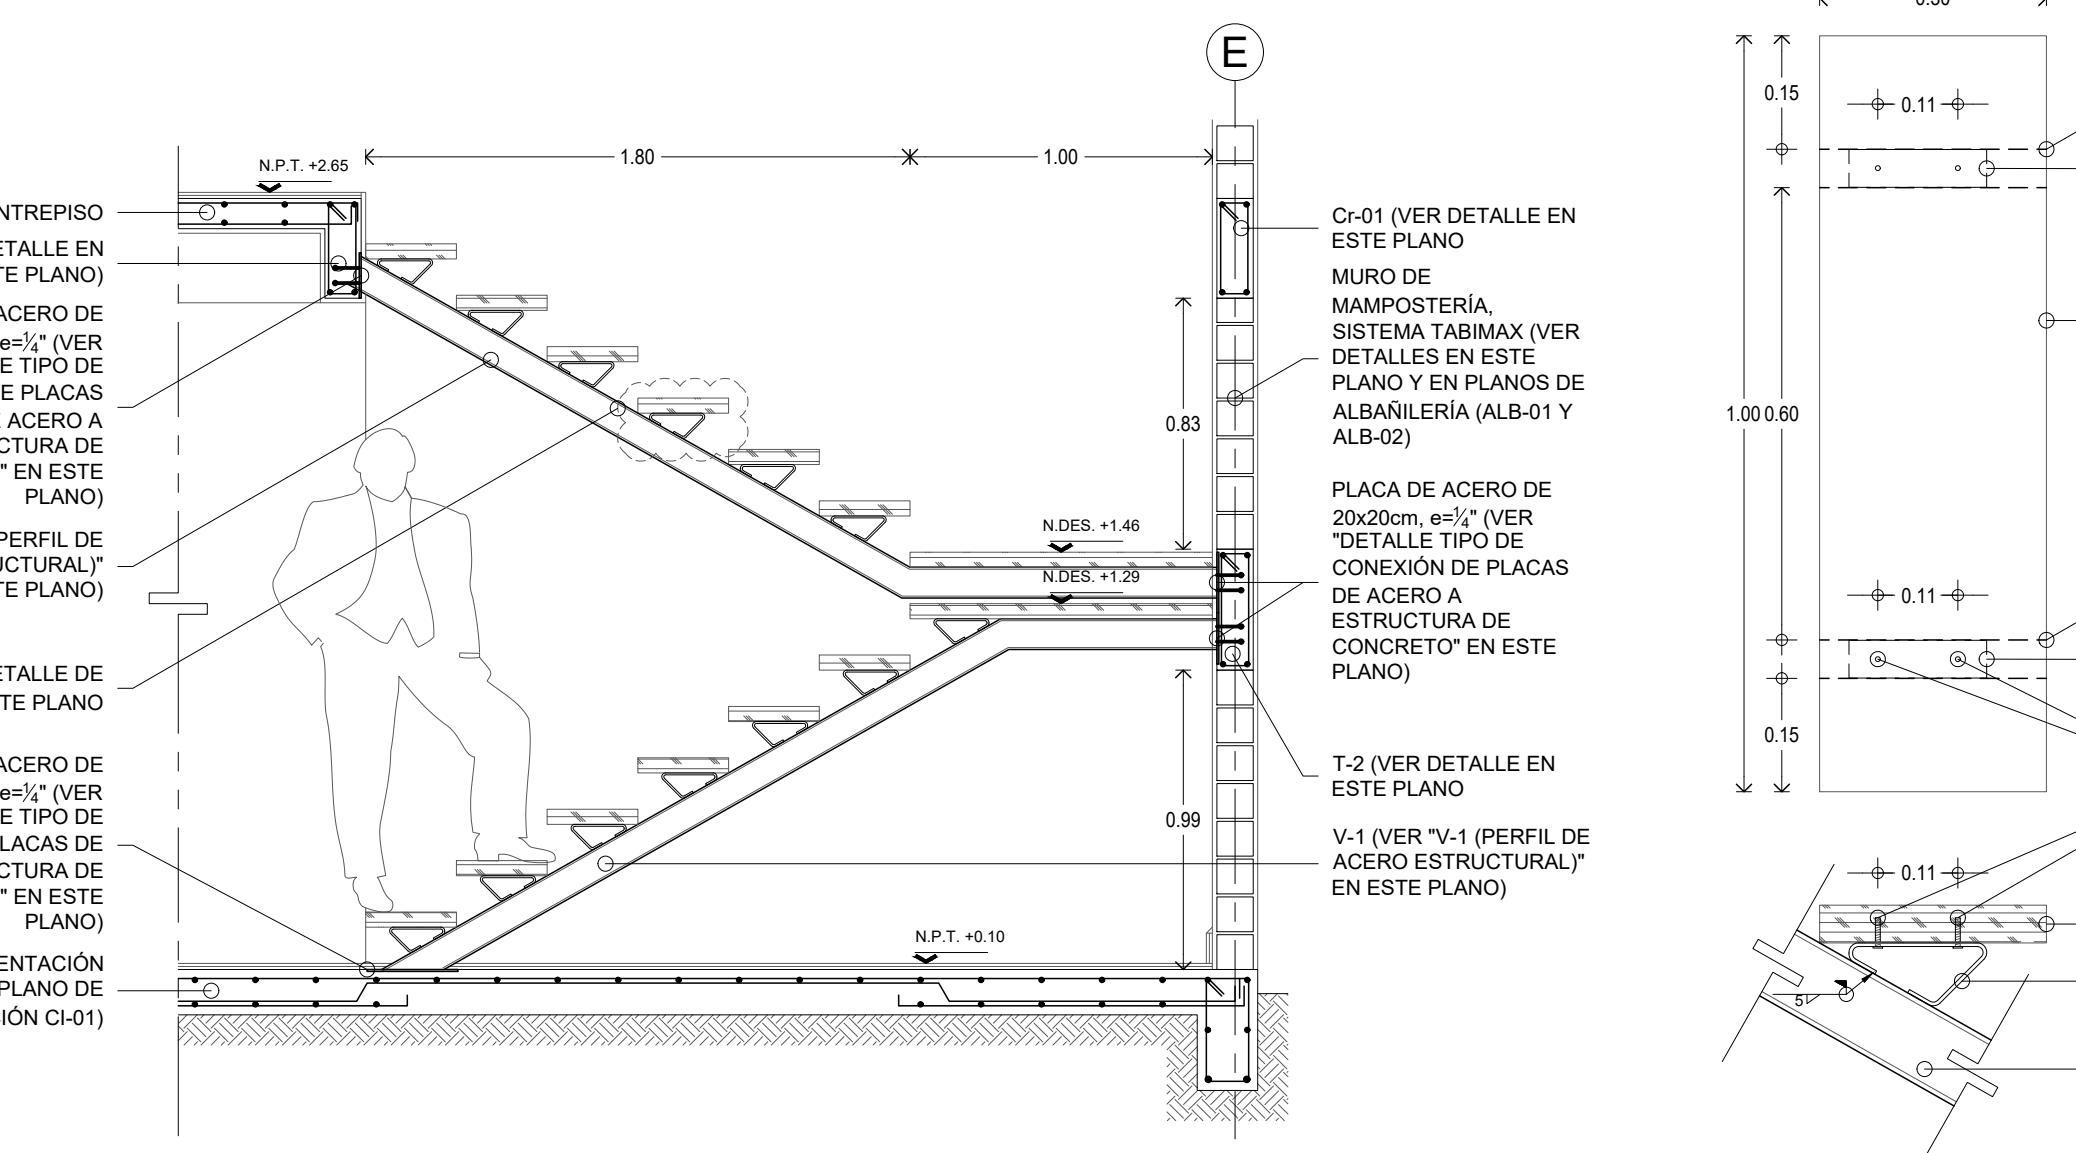 E
1.80
1.00
N.P.T. +2.65
NTREPISO
ETALLE EN
TE PLANO)
ACERO DE
e=¼" (VER
E TIPO DE
E PLACAS
E ACERO A
CTURA DE
" EN ESTE
PLANO)
PERFIL DE
UCTURAL)"
TE PLANO)
ETALLE DE
TE PLANO
ACERO DE
e=¼" (VER
E TIPO DE
LACAS DE
CTURA DE
" EN ESTE
PLANO)
ENTACIÓN
PLANO DE
IÓN CI-01)
0.83
N.DES. +1.46
N.DES. +1.29
0.99
N.P.T. +0.10
Cr-01 (VER DETALLE EN
ESTE PLANO
MURO DE
MAMPOSTERÍA,
SISTEMA TABIMAX (VER
DETALLES EN ESTE
PLANO Y EN PLANOS DE
ALBAÑILERÍA (ALB-01 Y
ALB-02)
PLACA DE ACERO DE
20x20cm, e=¼" (VER
"DETALLE TIPO DE
CONEXIÓN DE PLACAS
DE ACERO A
ESTRUCTURA DE
CONCRETO" EN ESTE
PLANO)
T-2 (VER DETALLE EN
ESTE PLANO
V-1 (VER "V-1 (PERFIL DE
ACERO ESTRUCTURAL)"
EN ESTE PLANO)
0.15
0.11
1.00 0.60
0.11
0.15
0.11
5